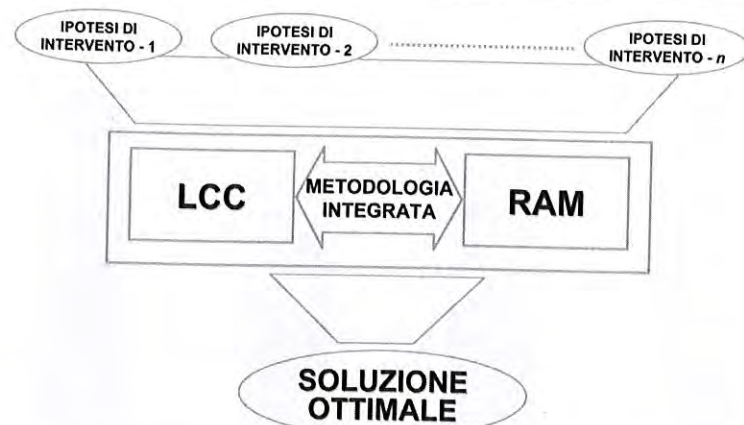 IPOTESI DI
INTERVENTO - 1
IPOTESI DI
INTERVENTO - 2
IPOTESI DI
INTERVENTO - n
LCC
METODOLOGIA
INTEGRATA
RAM
SOLUZIONE
OTTIMALE